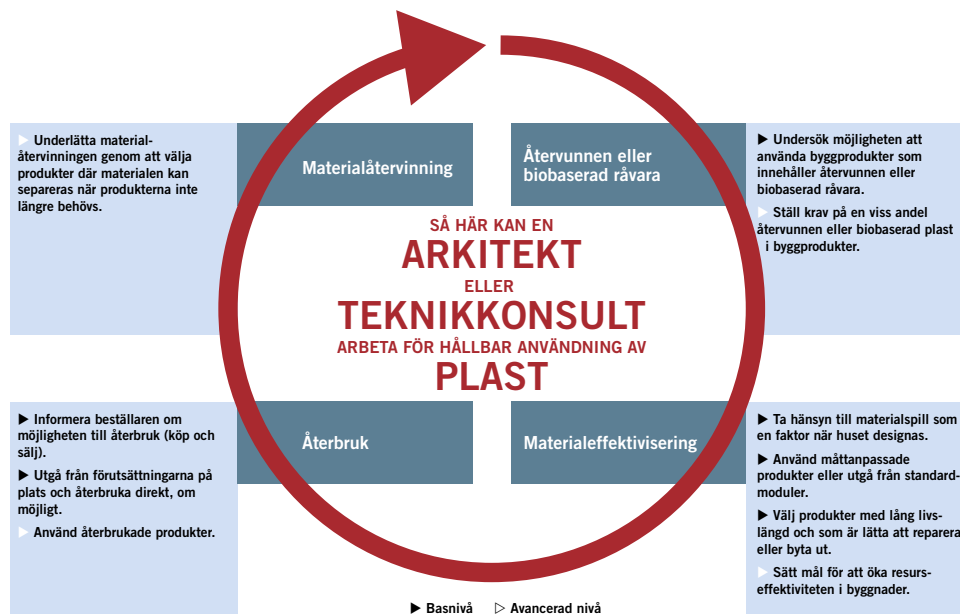 ▷ Underlätta material-
återvinningen genom att välja
produkter där materialen kan
separeras när produkterna inte
längre behövs.
Materialåtervinning
Återvunnen eller
biobaserad råvara
▶ Undersök möjligheten att
använda byggprodukter som
innehåller återvunnen eller
biobaserad råvara.
▷ Ställ krav på en viss andel
återvunnen eller biobaserad plast
i byggprodukter.
SÅ HÄR KAN EN
ARKITEKT
ELLER
TEKNIKKONSULT
ARBETA FÖR HÅLLBAR ANVÄNDNING AV
PLAST
▶ Informera beställaren om
möjligheten till återbruk (köp och
sälj).
▶ Utgå från förutsättningarna på
plats och återbruka direkt, om
möjligt.
▷ Använd återbrukade produkter.
Återbruk
Materialeffektivisering
▶ Ta hänsyn till materialspill som
en faktor när huset designas.
▶ Använd måttanpassade
produkter eller utgå från standard-
moduler.
▶ Välj produkter med lång livs-
längd och som är lätta att reparera
eller byta ut.
▷ Sätt mål för att öka resurs-
effektiviteten i byggnader.
▶ Basnivå ▷ Avancerad nivå